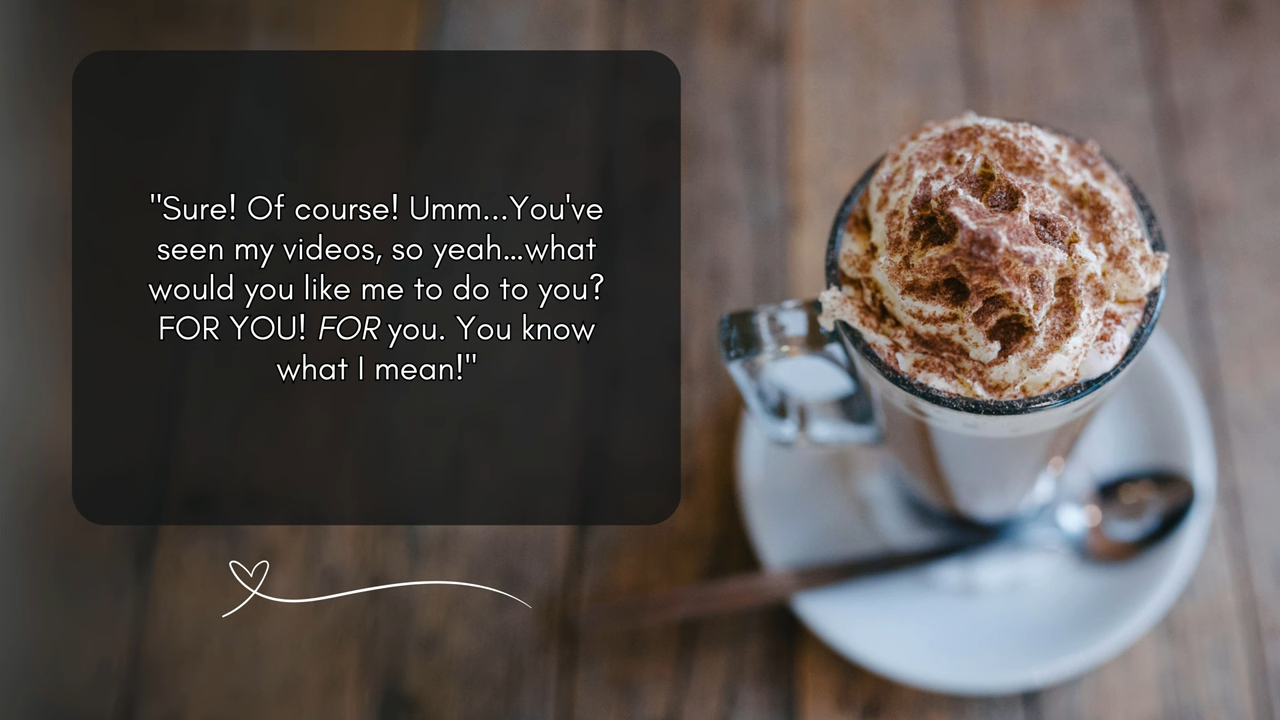 "Sure! Of course! Umm...You've
seen my videos, so yeah...what
would you like me to do to you?
FOR YOU! FOR you. You know
what I mean!"